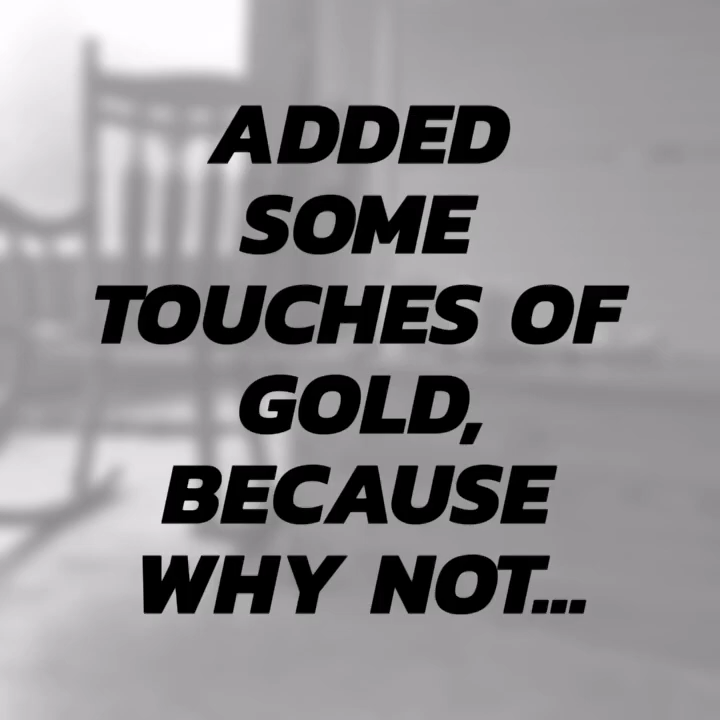 ADDED
SOME
TOUCHES OF
GOLD,
BECAUSE
WHY NOT...